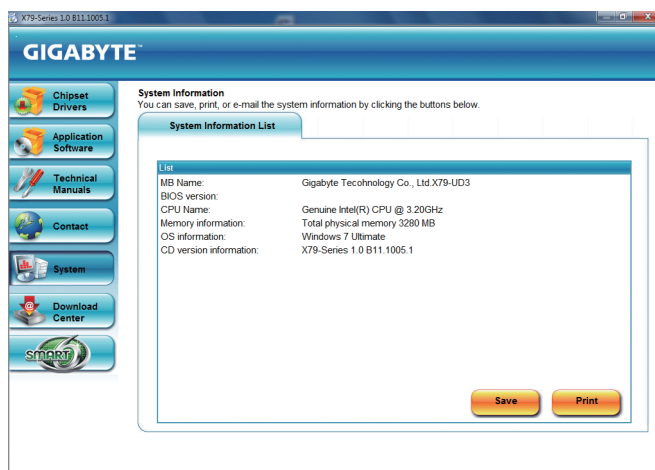 X79-Series 1.0 B11.1005.1
GIGABYTE™
Chipset
Drivers
Application
Software
Technical
Manuals
Contact
System
Download
Center
SMART
System Information
You can save, print, or e-mail the system information by clicking the buttons below.
System Information List
List
MB Name: Gigabyte Tecohnology Co., Ltd.X79-UD3
BIOS version:
CPU Name: Genuine Intel(R) CPU @ 3.20GHz
Memory information: Total physical memory 3280 MB
OS information: Windows 7 Ultimate
CD version information: X79-Series 1.0 B11.1005.1
Save Print